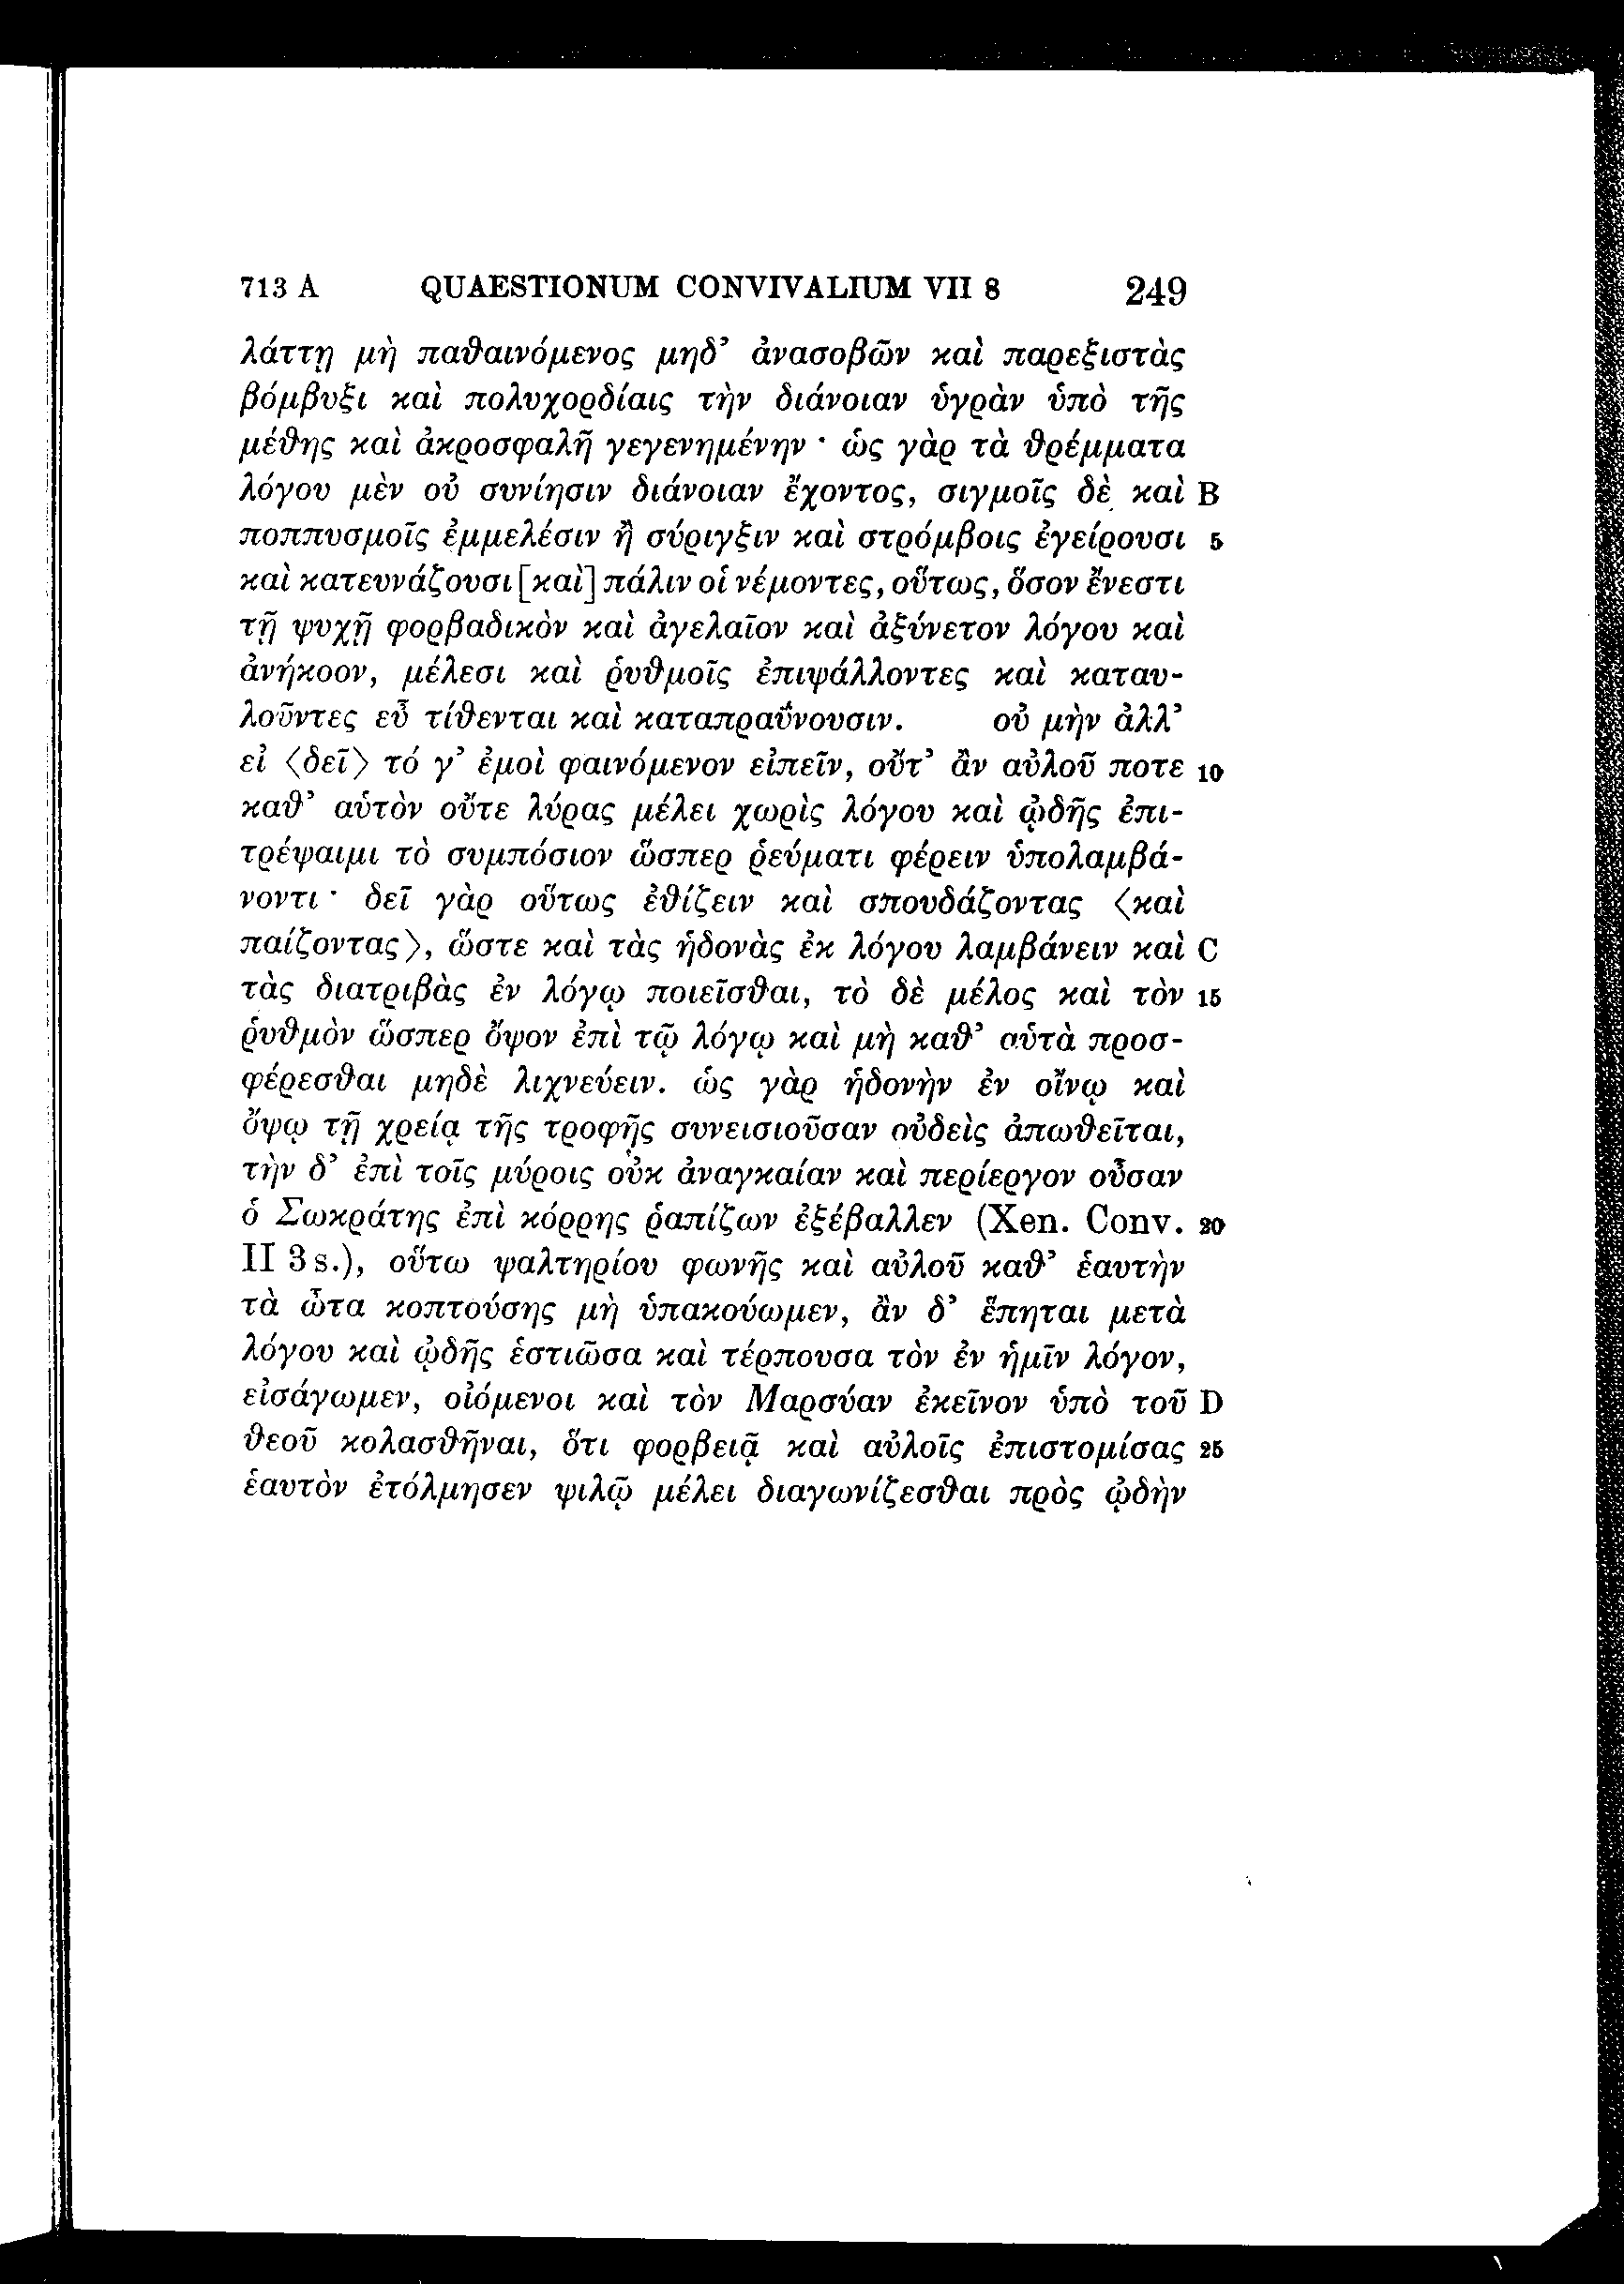 713 A QUAESTIONUM CONVIVALIUM VII 8 249
λάττῃ μὴ παθαινόμενος μηδ’ ἀνασοβῶν καὶ παρεξιστὰς
βόμβυξι καὶ πολυχορδίαις τὴν διάνοιαν ὑγρὰν ὑπὸ τῆς
μέθης καὶ ἀκροσφαλῆ γεγενημένην · ὡς γὰρ τὰ θρέμματα
λόγου μὲν οὐ συνίησιν διάνοιαν ἔχοντος, σιγμοῖς δὲ καὶ B
ποππυσμοῖς ἐμμελέσιν ἢ σύριγξιν καὶ στρόμβοις ἐγείρουσι 5
καὶ κατευνάζουσι [καὶ] πάλιν οἱ νέμοντες, οὕτως, ὅσον ἔνεστι
τῇ ψυχῇ φορβαδικὸν καὶ ἀγελαῖον καὶ ἀξύνετον λόγου καὶ
ἀνήκοον, μέλεσι καὶ ῥυθμοῖς ἐπιψάλλοντες καὶ καταυ-
λοῦντες εὖ τίθενται καὶ καταπραΰνουσιν. οὐ μὴν ἀλλ’
εἰ ⟨δεῖ⟩ τό γ’ ἐμοὶ φαινόμενον εἰπεῖν, οὔτ’ ἂν αὐλοῦ ποτε 10
καθ’ αὑτὸν οὔτε λύρας μέλει χωρὶς λόγου καὶ ᾠδῆς ἐπι-
τρέψαιμι τὸ συμπόσιον ὥσπερ ῥεύματι φέρειν ὑπολαμβά-
νοντι · δεῖ γὰρ οὕτως ἐθίζειν καὶ σπουδάζοντας ⟨καὶ
παίζοντας⟩, ὥστε καὶ τὰς ἡδονὰς ἐκ λόγου λαμβάνειν καὶ C
τὰς διατριβὰς ἐν λόγῳ ποιεῖσθαι, τὸ δὲ μέλος καὶ τὸν 15
ῥυθμὸν ὥσπερ ὄψον ἐπὶ τῷ λόγῳ καὶ μὴ καθ’ αὑτὰ προσ-
φέρεσθαι μηδὲ λιχνεύειν. ὡς γὰρ ἡδονὴν ἐν οἴνῳ καὶ
ὄψῳ τῇ χρείᾳ τῆς τροφῆς συνεισιοῦσαν οὐδεὶς ἀπωθεῖται,
τὴν δ’ ἐπὶ τοῖς μύροις οὐκ ἀναγκαίαν καὶ περίεργον οὖσαν
ὁ Σωκράτης ἐπὶ κόρρης ῥαπίζων ἐξέβαλλεν (Xen. Conv. 20
II 3 s.), οὕτω ψαλτηρίου φωνῆς καὶ αὐλοῦ καθ’ ἑαυτὴν
τὰ ὦτα κοπτούσης μὴ ὑπακούωμεν, ἂν δ’ ἕπηται μετὰ
λόγου καὶ ᾠδῆς ἑστιῶσα καὶ τέρπουσα τὸν ἐν ἡμῖν λόγον,
εἰσάγωμεν, οἰόμενοι καὶ τὸν Μαρσύαν ἐκεῖνον ὑπὸ τοῦ D
θεοῦ κολασθῆναι, ὅτι φορβειᾷ καὶ αὐλοῖς ἐπιστομίσας 25
ἑαυτὸν ἐτόλμησεν ψιλῷ μέλει διαγωνίζεσθαι πρὸς ᾠδὴν